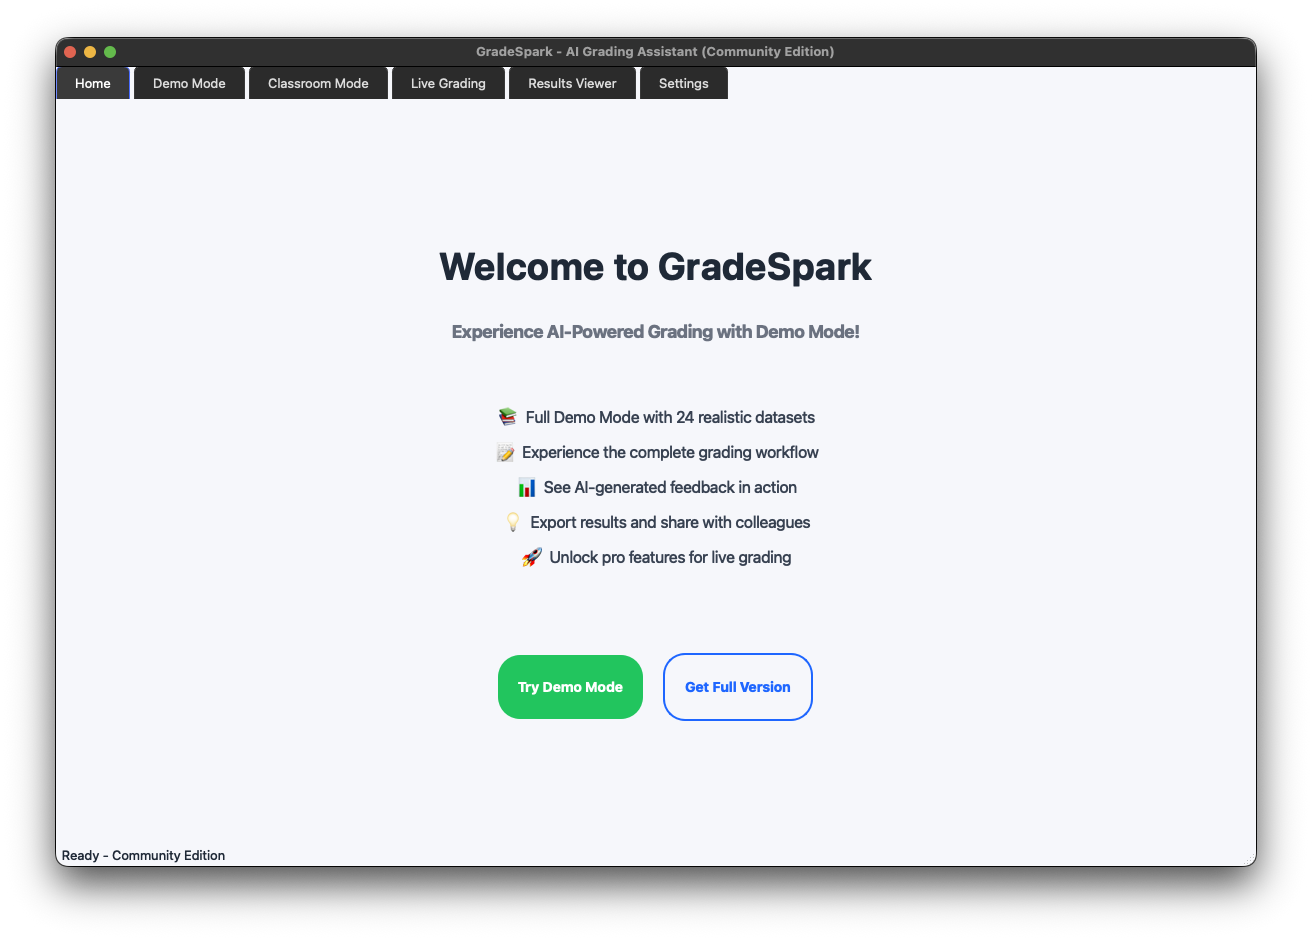 GradeSpark - AI Grading Assistant (Community Edition)
Home
Demo Mode
Classroom Mode
Live Grading
Results Viewer
Settings
Welcome to GradeSpark
Experience AI-Powered Grading with Demo Mode!
📚 Full Demo Mode with 24 realistic datasets
📝 Experience the complete grading workflow
📊 See AI-generated feedback in action
💡 Export results and share with colleagues
🚀 Unlock pro features for live grading
Try Demo Mode
Get Full Version
Ready - Community Edition